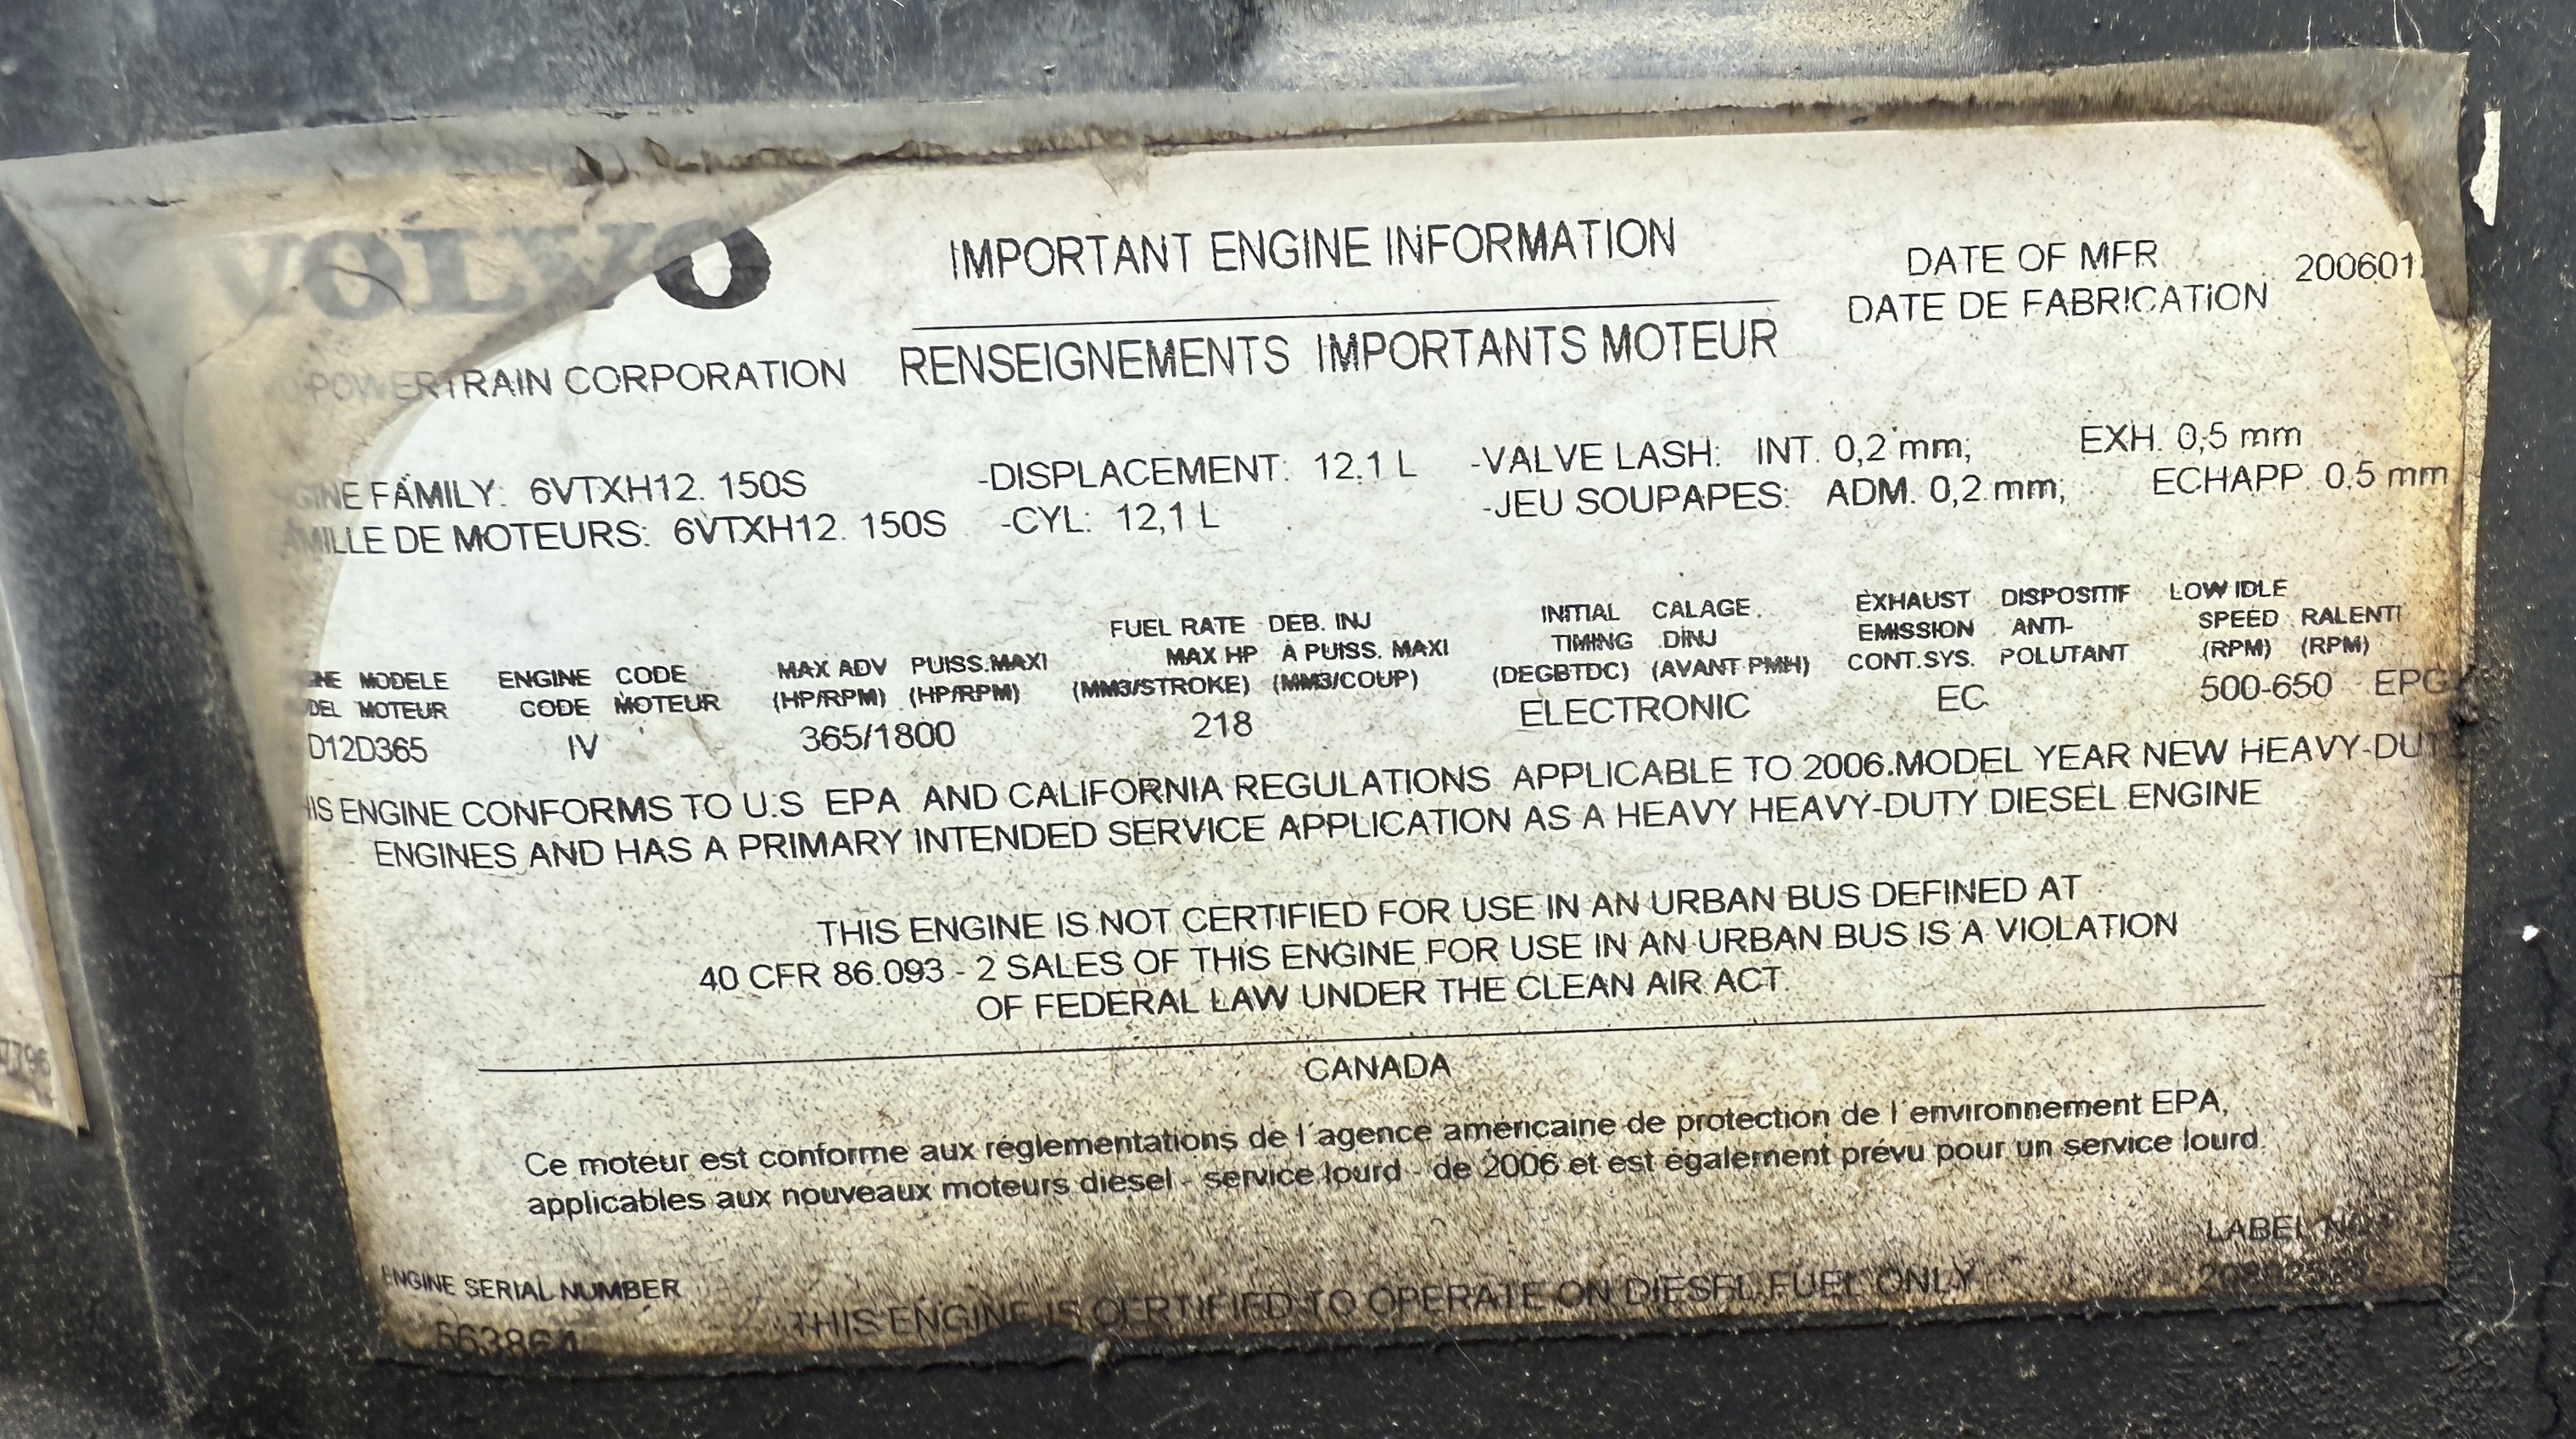 VOLVO
IMPORTANT ENGINE INFORMATION
RENSEIGNEMENTS IMPORTANTS MOTEUR
DATE OF MFR
DATE DE FABRICATION
200601
POWERTRAIN CORPORATION
GINE FAMILY: 6VTXH12. 150S -DISPLACEMENT: 12.1 L -VALVE LASH: INT. 0,2 mm; EXH. 0,5 mm
AMILLE DE MOTEURS: 6VTXH12. 150S -CYL: 12,1 L -JEU SOUPAPES: ADM. 0,2 mm; ECHAPP. 0,5 mm
INE MODELE
DEL MOTEUR
D12D365
ENGINE CODE
CODE MOTEUR
IV
MAX ADV PUISS.MAXI
(HP/RPM) (HP/RPM)
365/1800
FUEL RATE DEB. INJ
MAX HP À PUISS. MAXI
(MM3/STROKE) (MM3/COUP)
218
INITIAL CALAGE
TIMING DINJ
(DEGBTDC) (AVANT PMH)
ELECTRONIC
EXHAUST DISPOSITIF
EMISSION ANTI-
CONT.SYS. POLUTANT
EC
LOW IDLE
SPEED RALENTI
(RPM) (RPM)
500-650 EPG
HIS ENGINE CONFORMS TO U.S EPA AND CALIFORNIA REGULATIONS APPLICABLE TO 2006.MODEL YEAR NEW HEAVY-DUT
ENGINES AND HAS A PRIMARY INTENDED SERVICE APPLICATION AS A HEAVY HEAVY-DUTY DIESEL ENGINE
THIS ENGINE IS NOT CERTIFIED FOR USE IN AN URBAN BUS DEFINED AT
40 CFR 86.093 - 2 SALES OF THIS ENGINE FOR USE IN AN URBAN BUS IS A VIOLATION
OF FEDERAL LAW UNDER THE CLEAN AIR ACT.
CANADA
Ce moteur est conforme aux réglementations de l'agence américaine de protection de l'environnement EPA,
applicables aux nouveaux moteurs diesel - service lourd - de 2006 et est également prévu pour un service lourd.
LABEL NO
ENGINE SERIAL NUMBER
THIS ENGINE IS CERTIFIED TO OPERATE ON DIESEL FUEL ONLY